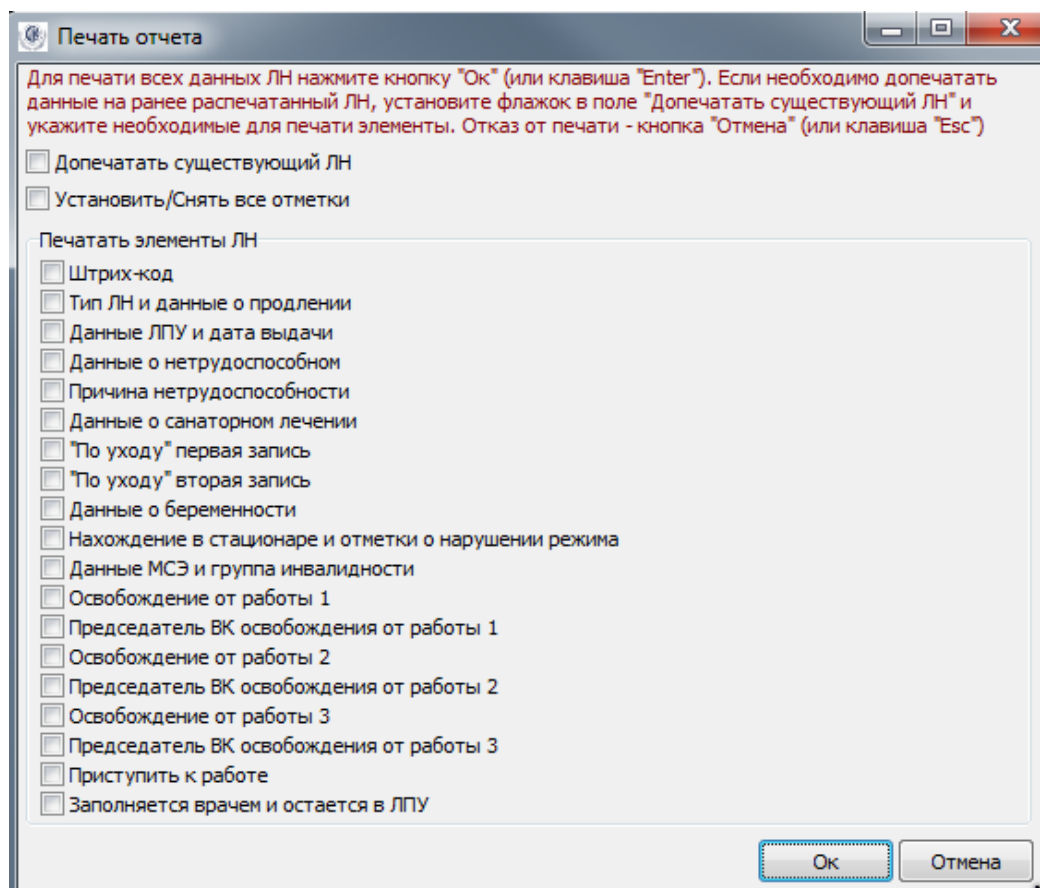 Печать отчета
Для печати всех данных ЛН нажмите кнопку "Ок" (или клавиша "Enter"). Если необходимо допечатать
данные на ранее распечатанный ЛН, установите флажок в поле "Допечатать существующий ЛН" и
укажите необходимые для печати элементы. Отказ от печати - кнопка "Отмена" (или клавиша "Esc")
Допечатать существующий ЛН
Установить/Снять все отметки
Печатать элементы ЛН
Штрих-код
Тип ЛН и данные о продлении
Данные ЛПУ и дата выдачи
Данные о нетрудоспособном
Причина нетрудоспособности
Данные о санаторном лечении
"По уходу" первая запись
"По уходу" вторая запись
Данные о беременности
Нахождение в стационаре и отметки о нарушении режима
Данные МСЭ и группа инвалидности
Освобождение от работы 1
Председатель ВК освобождения от работы 1
Освобождение от работы 2
Председатель ВК освобождения от работы 2
Освобождение от работы 3
Председатель ВК освобождения от работы 3
Приступить к работе
Заполняется врачем и остается в ЛПУ
Ок Отмена